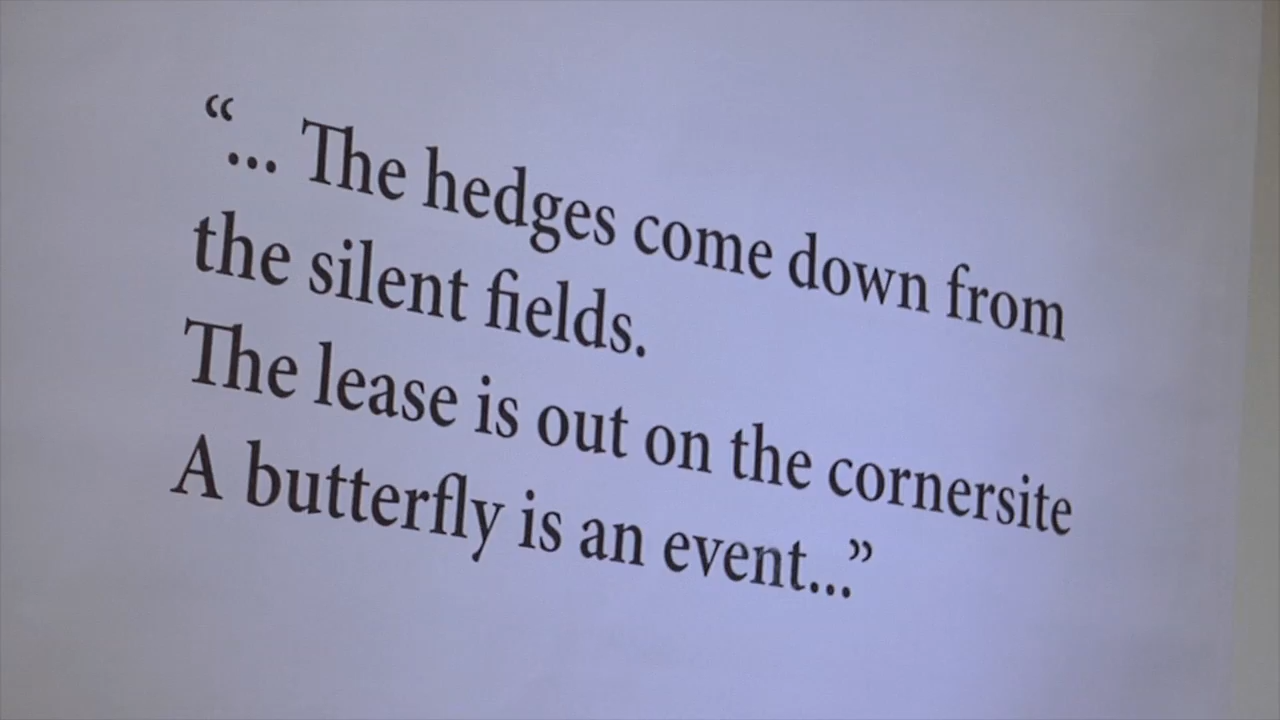 “... The hedges come down from
the silent fields.
The lease is out on the cornersite
A butterfly is an event...”